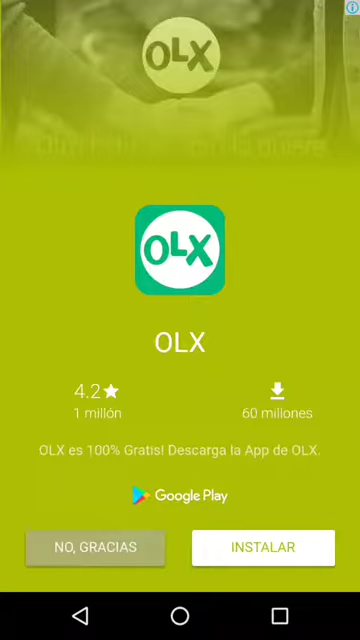 OLX
OLX
OLX
4.2★
1 millón
60 millones
OLX es 100% Gratis! Descarga la App de OLX.
Google Play
NO, GRACIAS
INSTALAR